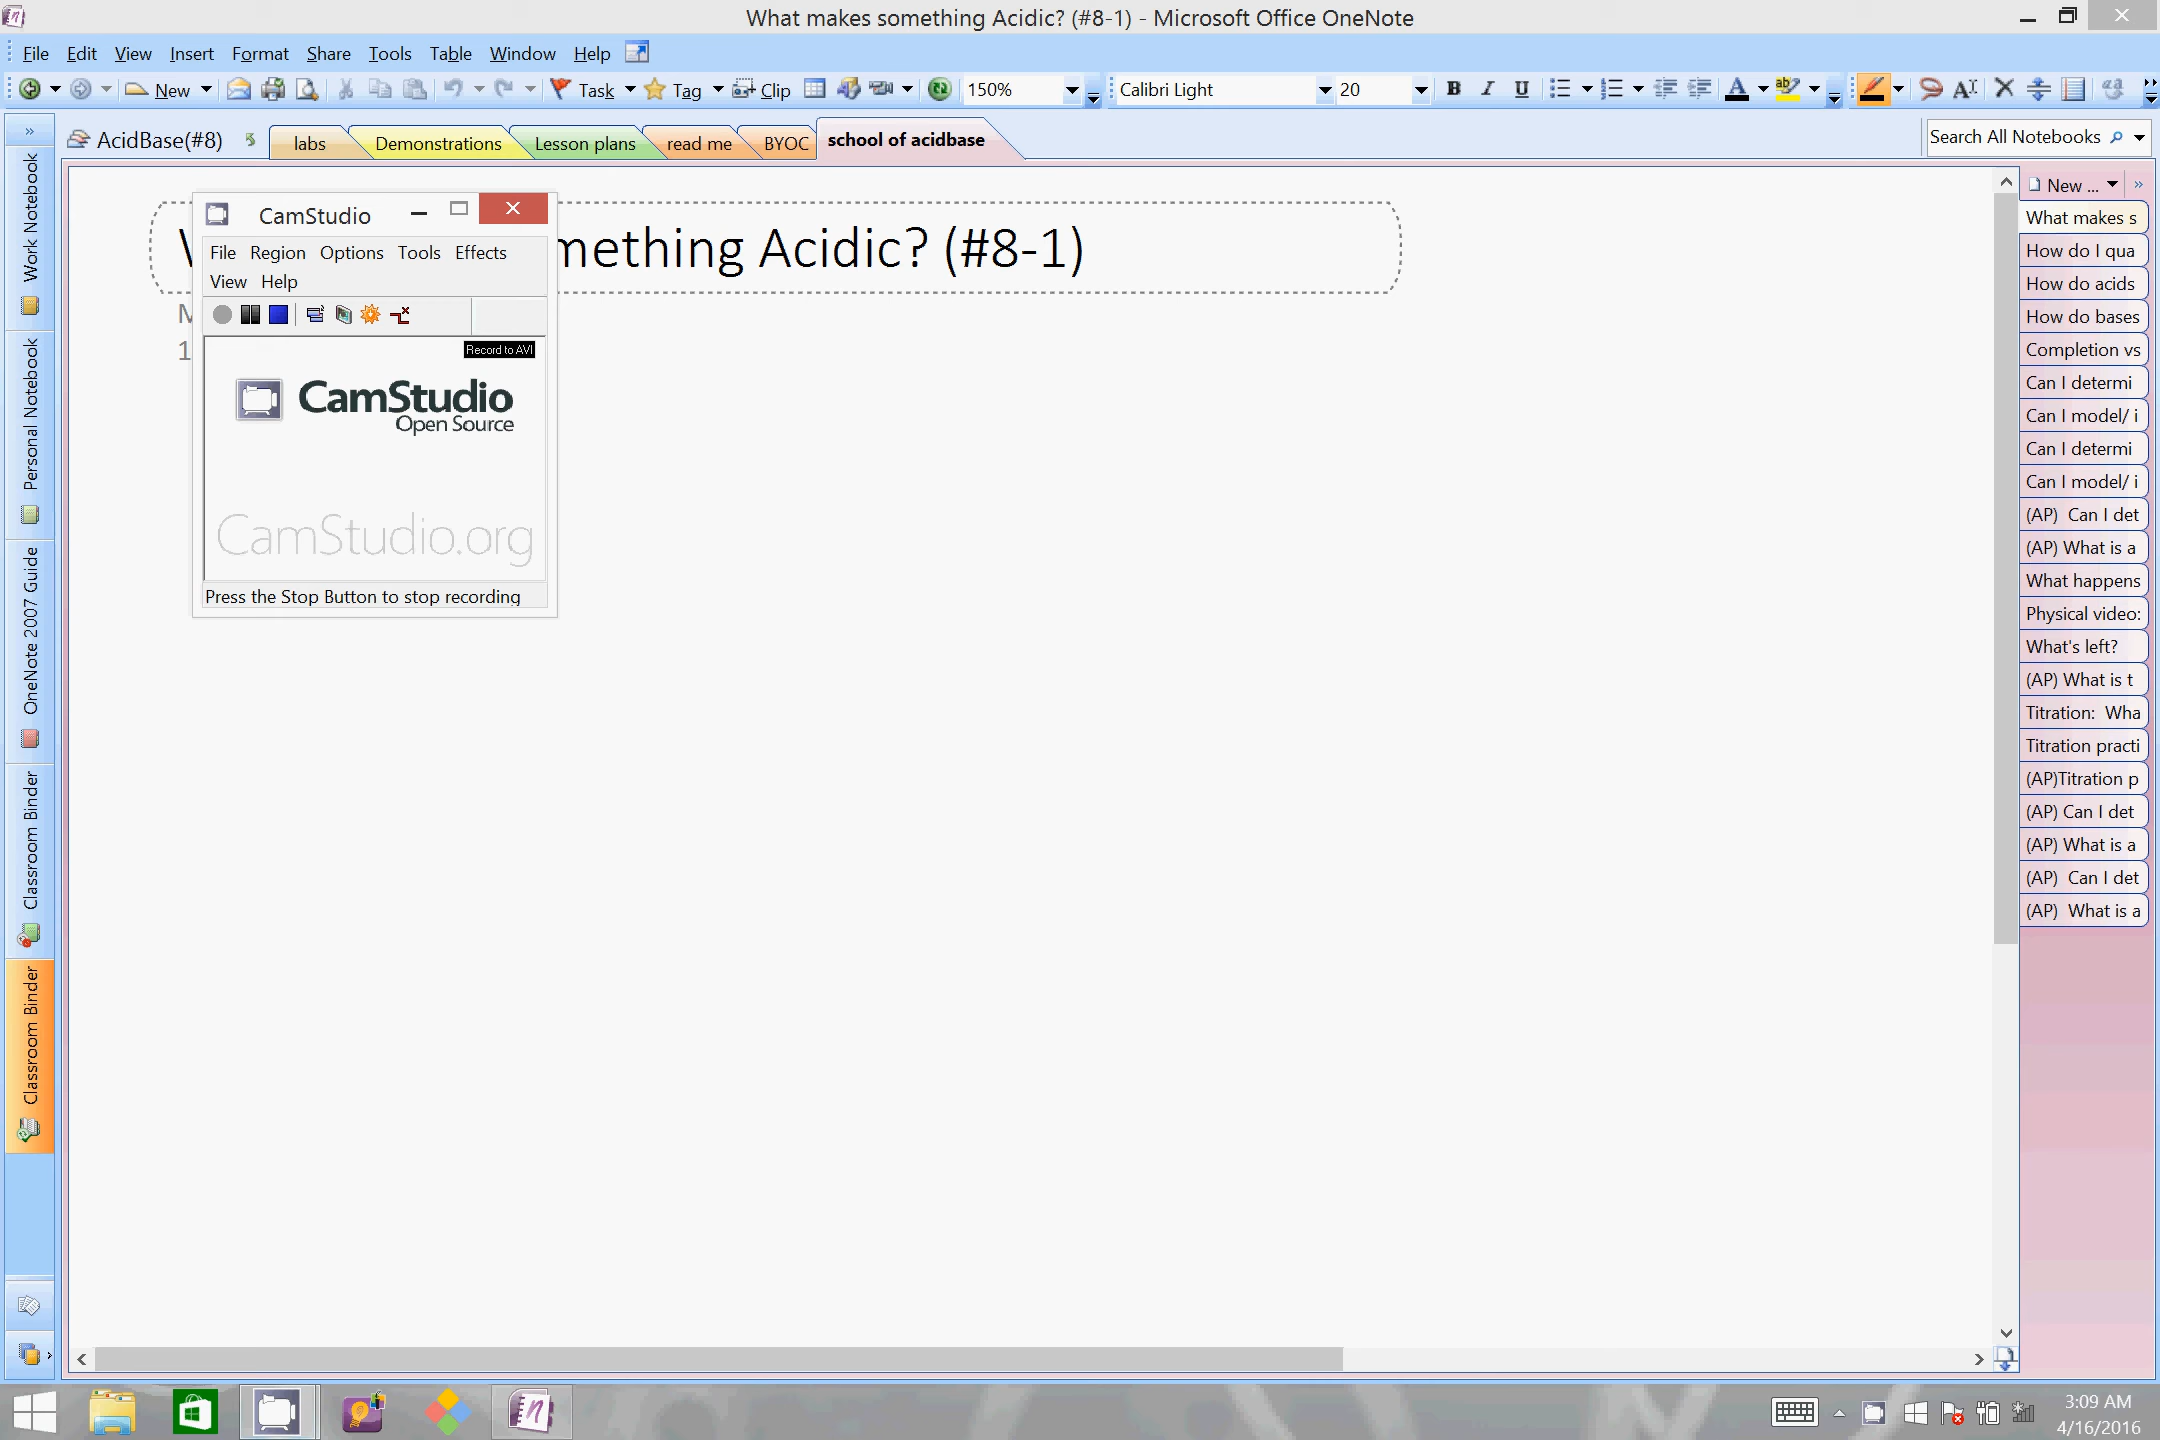 What makes something Acidic? (#8-1) - Microsoft Office OneNote
File Edit View Insert Format Share Tools Table Window Help
New Task Tag Clip 150% Calibri Light 20 B I U
AcidBase(#8) labs Demonstrations Lesson plans read me BYOC school of acidbase Search All Notebooks
Work Notebook
Personal Notebook
OneNote 2007 Guide
Classroom Binder
Classroom Binder
mething Acidic? (#8-1)
1
CamStudio
File Region Options Tools Effects
View Help
Record to AVI
CamStudio
Open Source
CamStudio.org
Press the Stop Button to stop recording
New ...
What makes s
How do I qua
How do acids
How do bases
Completion vs
Can I determi
Can I model/ i
Can I determi
Can I model/ i
(AP) Can I det
(AP) What is a
What happens
Physical video:
What's left?
(AP) What is t
Titration: Wha
Titration practi
(AP)Titration p
(AP) Can I det
(AP) What is a
(AP) Can I det
(AP) What is a
3:09 AM
4/16/2016